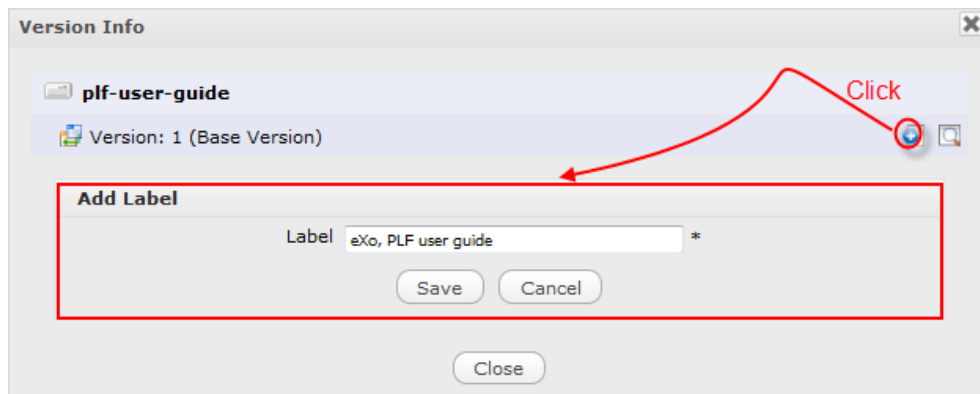 Version Info
plf-user-guide
Click
Version: 1 (Base Version)
Add Label
Label eXo, PLF user guide *
Save Cancel
Close